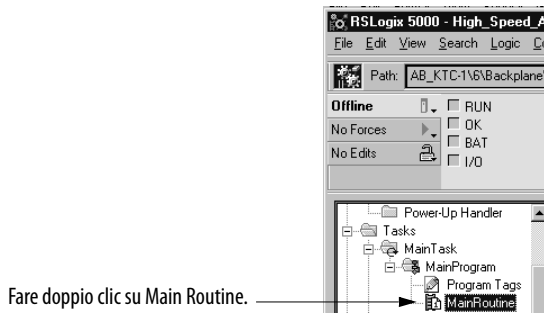 RSLogix 5000 - High_Speed_A
File Edit View Search Logic
Path: AB_KTC-1\6\Backplane
Offline
RUN
No Forces
OK
No Edits
BAT
I/O
Power-Up Handler
Tasks
MainTask
MainProgram
Program Tags
Fare doppio clic su Main Routine.
MainRoutine